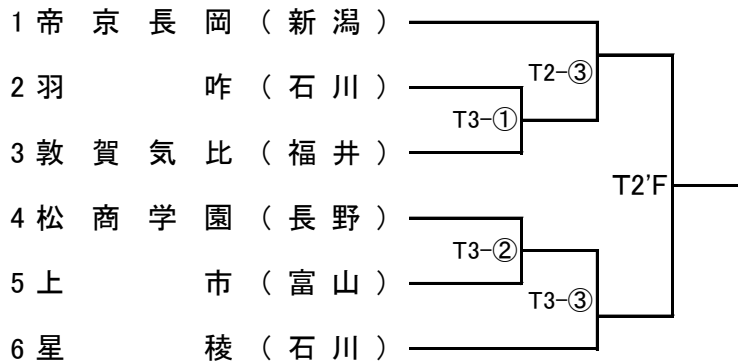 1 帝京長岡（新潟）
T2-③
2 羽咋（石川）
T3-①
3 敦賀気比（福井）
T2'F
4 松商学園（長野）
T3-②
5 上市（富山）
T3-③
6 星稜（石川）